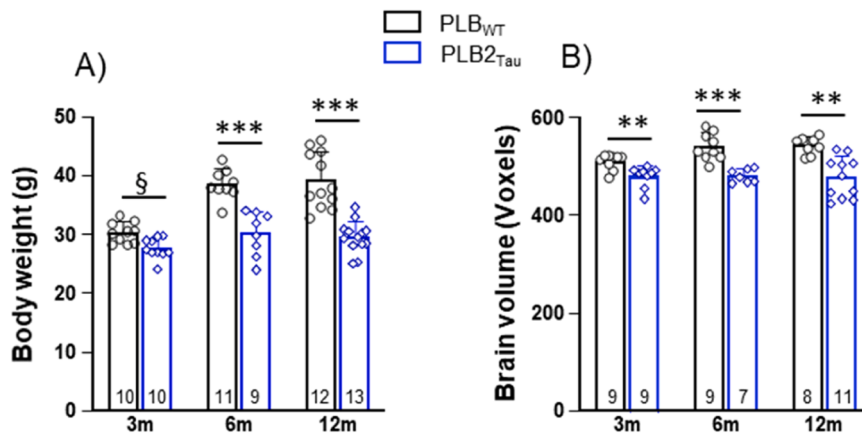 PLBWT
PLB2Tau
A)
B)
Body weight (g)
50
40
30
20
10
0
§
***
***
10 10 11 9 12 13
3m 6m 12m
Brain volume (Voxels)
600
400
200
0
**
***
**
9 9 9 7 8 11
3m 6m 12m